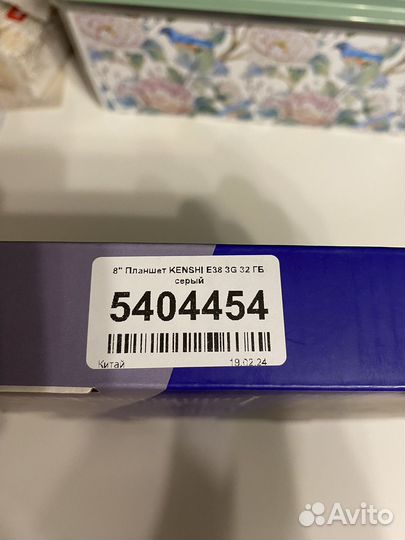 8" Планшет KENSHI E38 3G 32 ГБ
серый
5404454
Китай 19.02.24
Avito